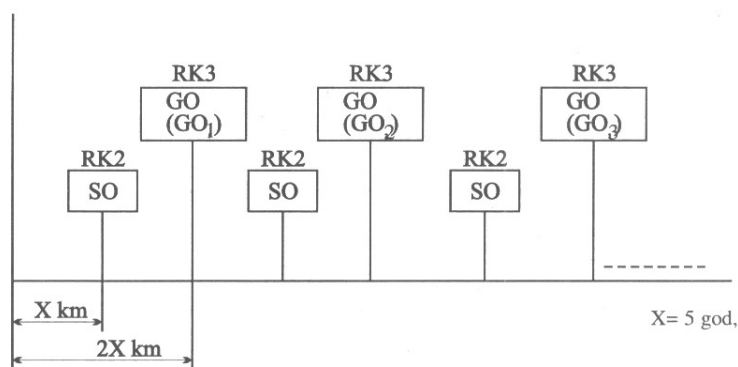 RK3
GO
(GO1)
RK3
GO
(GO2)
RK3
GO
(GO3)
RK2
SO
RK2
SO
RK2
SO
X km
2X km
X= 5 god,